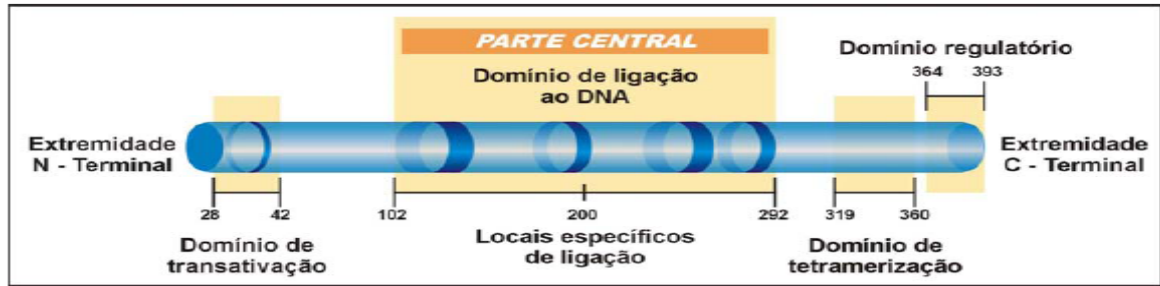 PARTE CENTRAL
Domínio de ligação
ao DNA
Domínio regulatório
364 393
Extremidade
N - Terminal
Extremidade
C - Terminal
28 42 102 200 292 319 360
Domínio de
transativação
Locais específicos
de ligação
Domínio de
tetramerização